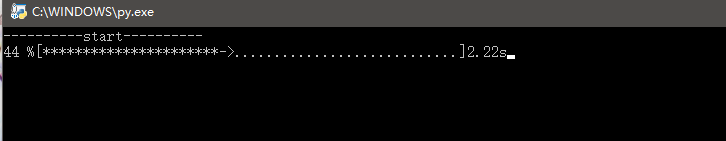 C:\WINDOWS\py.exe
----------start----------
44 %[**********************->............................]2.22s